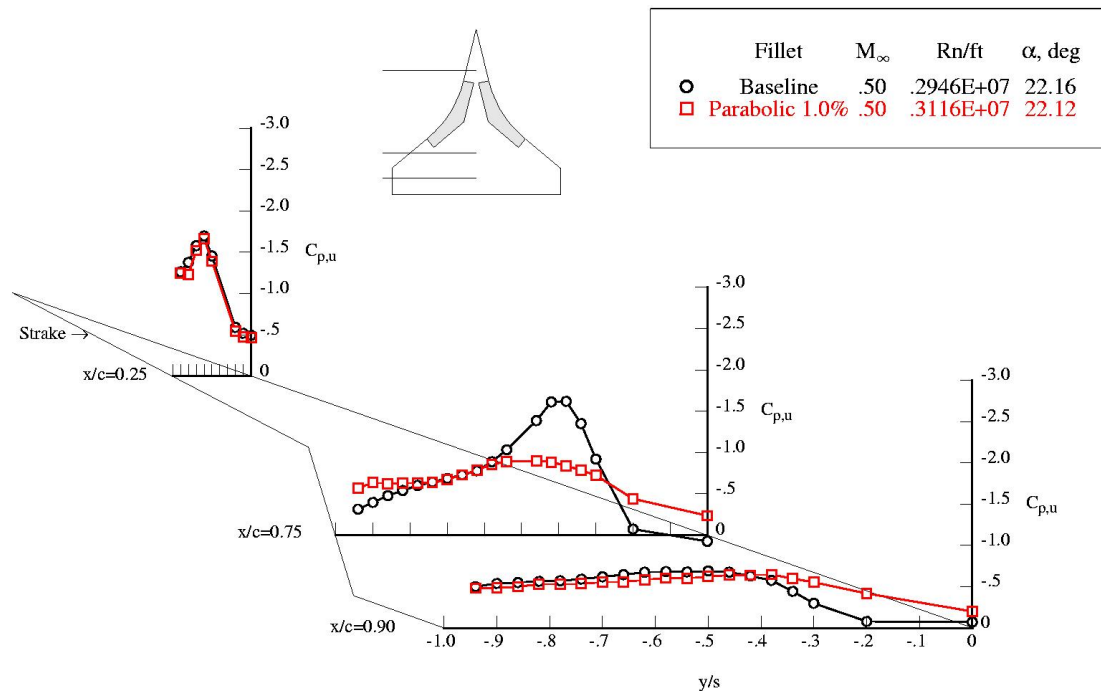 Fillet M∞ Rn/ft α, deg
Baseline .50 .2946E+07 22.16
Parabolic 1.0% .50 .3116E+07 22.12
-3.0
-2.5
-2.0
-1.5
Cp,u
-1.0
-.5
0
Strake →
x/c=0.25
-3.0
-2.5
-2.0
-1.5
Cp,u
-1.0
-.5
0
x/c=0.75
-3.0
-2.5
-2.0
-1.5
Cp,u
-1.0
-.5
0
x/c=0.90
-1.0 -.9 -.8 -.7 -.6 -.5 -.4 -.3 -.2 -.1 0
y/s